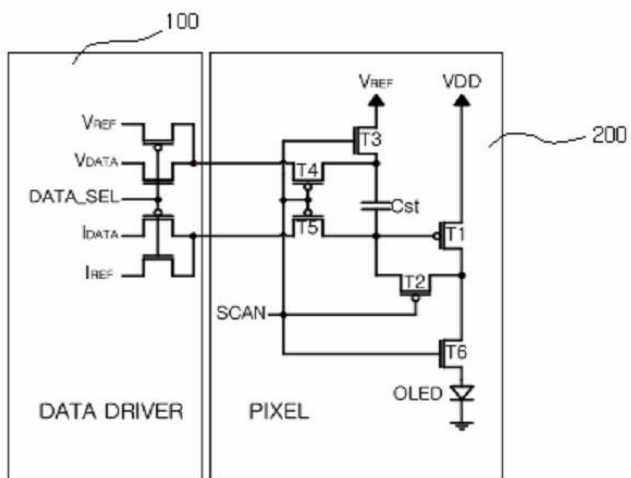 100
200
VREF
VDD
VREF
T3
VDATA
T4
DATA_SEL
Cst
IDATA
T5
T1
IREF
T2
SCAN
T6
OLED
DATA DRIVER
PIXEL